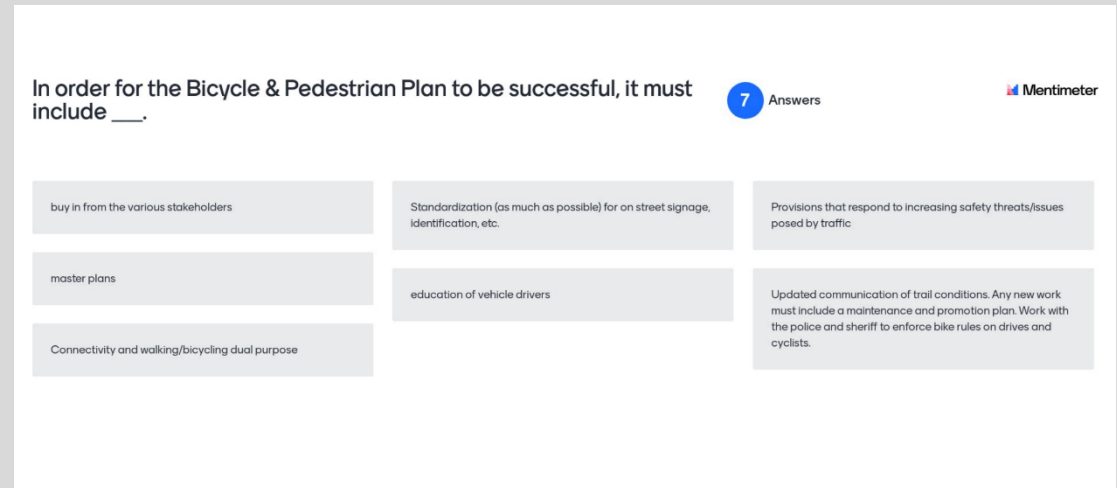 In order for the Bicycle & Pedestrian Plan to be successful, it must
include ___.
7 Answers
Mentimeter
buy in from the various stakeholders
master plans
Connectivity and walking/bicycling dual purpose
Standardization (as much as possible) for on street signage,
identification, etc.
education of vehicle drivers
Provisions that respond to increasing safety threats/issues
posed by traffic
Updated communication of trail conditions. Any new work
must include a maintenance and promotion plan. Work with
the police and sheriff to enforce bike rules on drives and
cyclists.